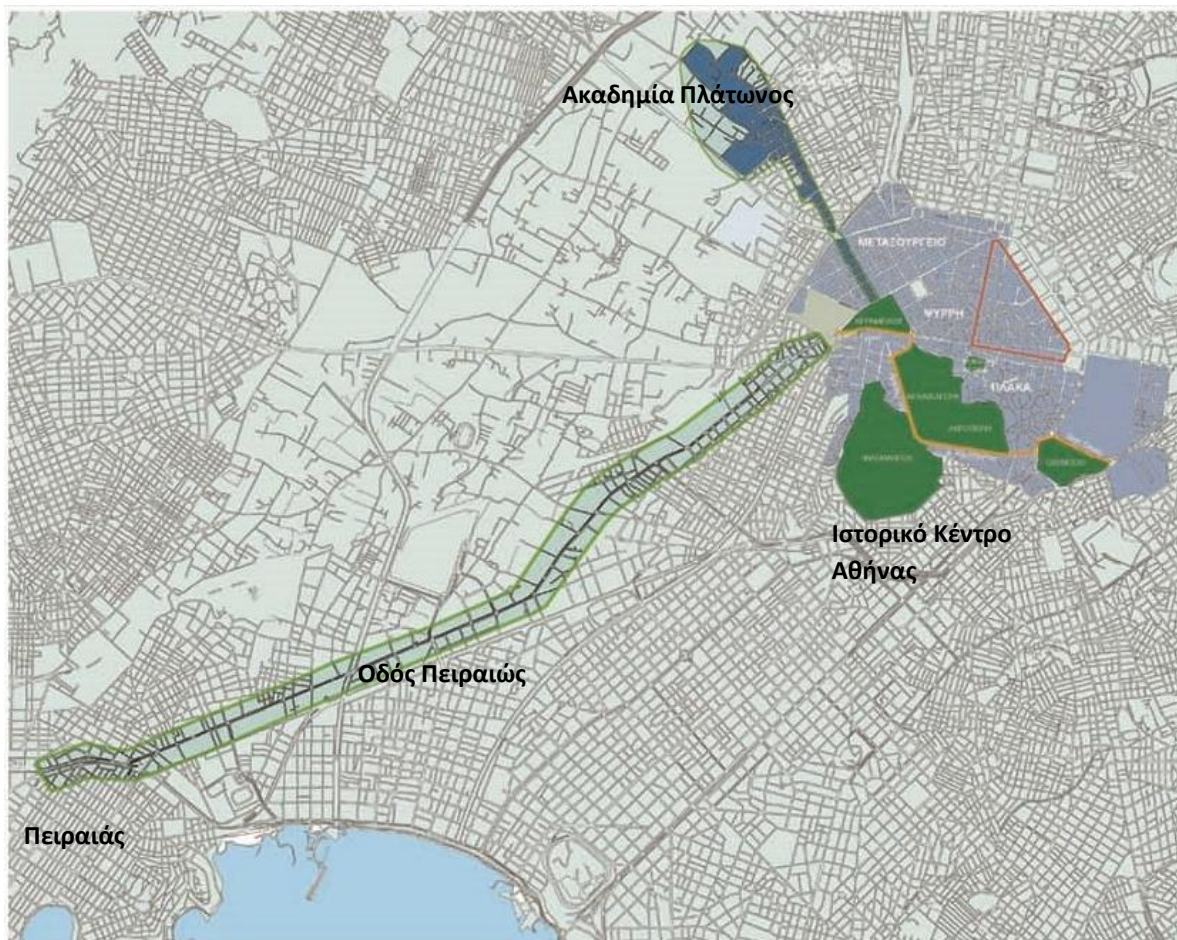 Ακαδημία Πλάτωνος
ΜΕΤΑΞΟΥΡΓΕΙΟ
ΨΥΡΡΗ
ΠΛΑΚΑ
Ιστορικό Κέντρο
Αθήνας
Οδός Πειραιώς
Πειραιάς